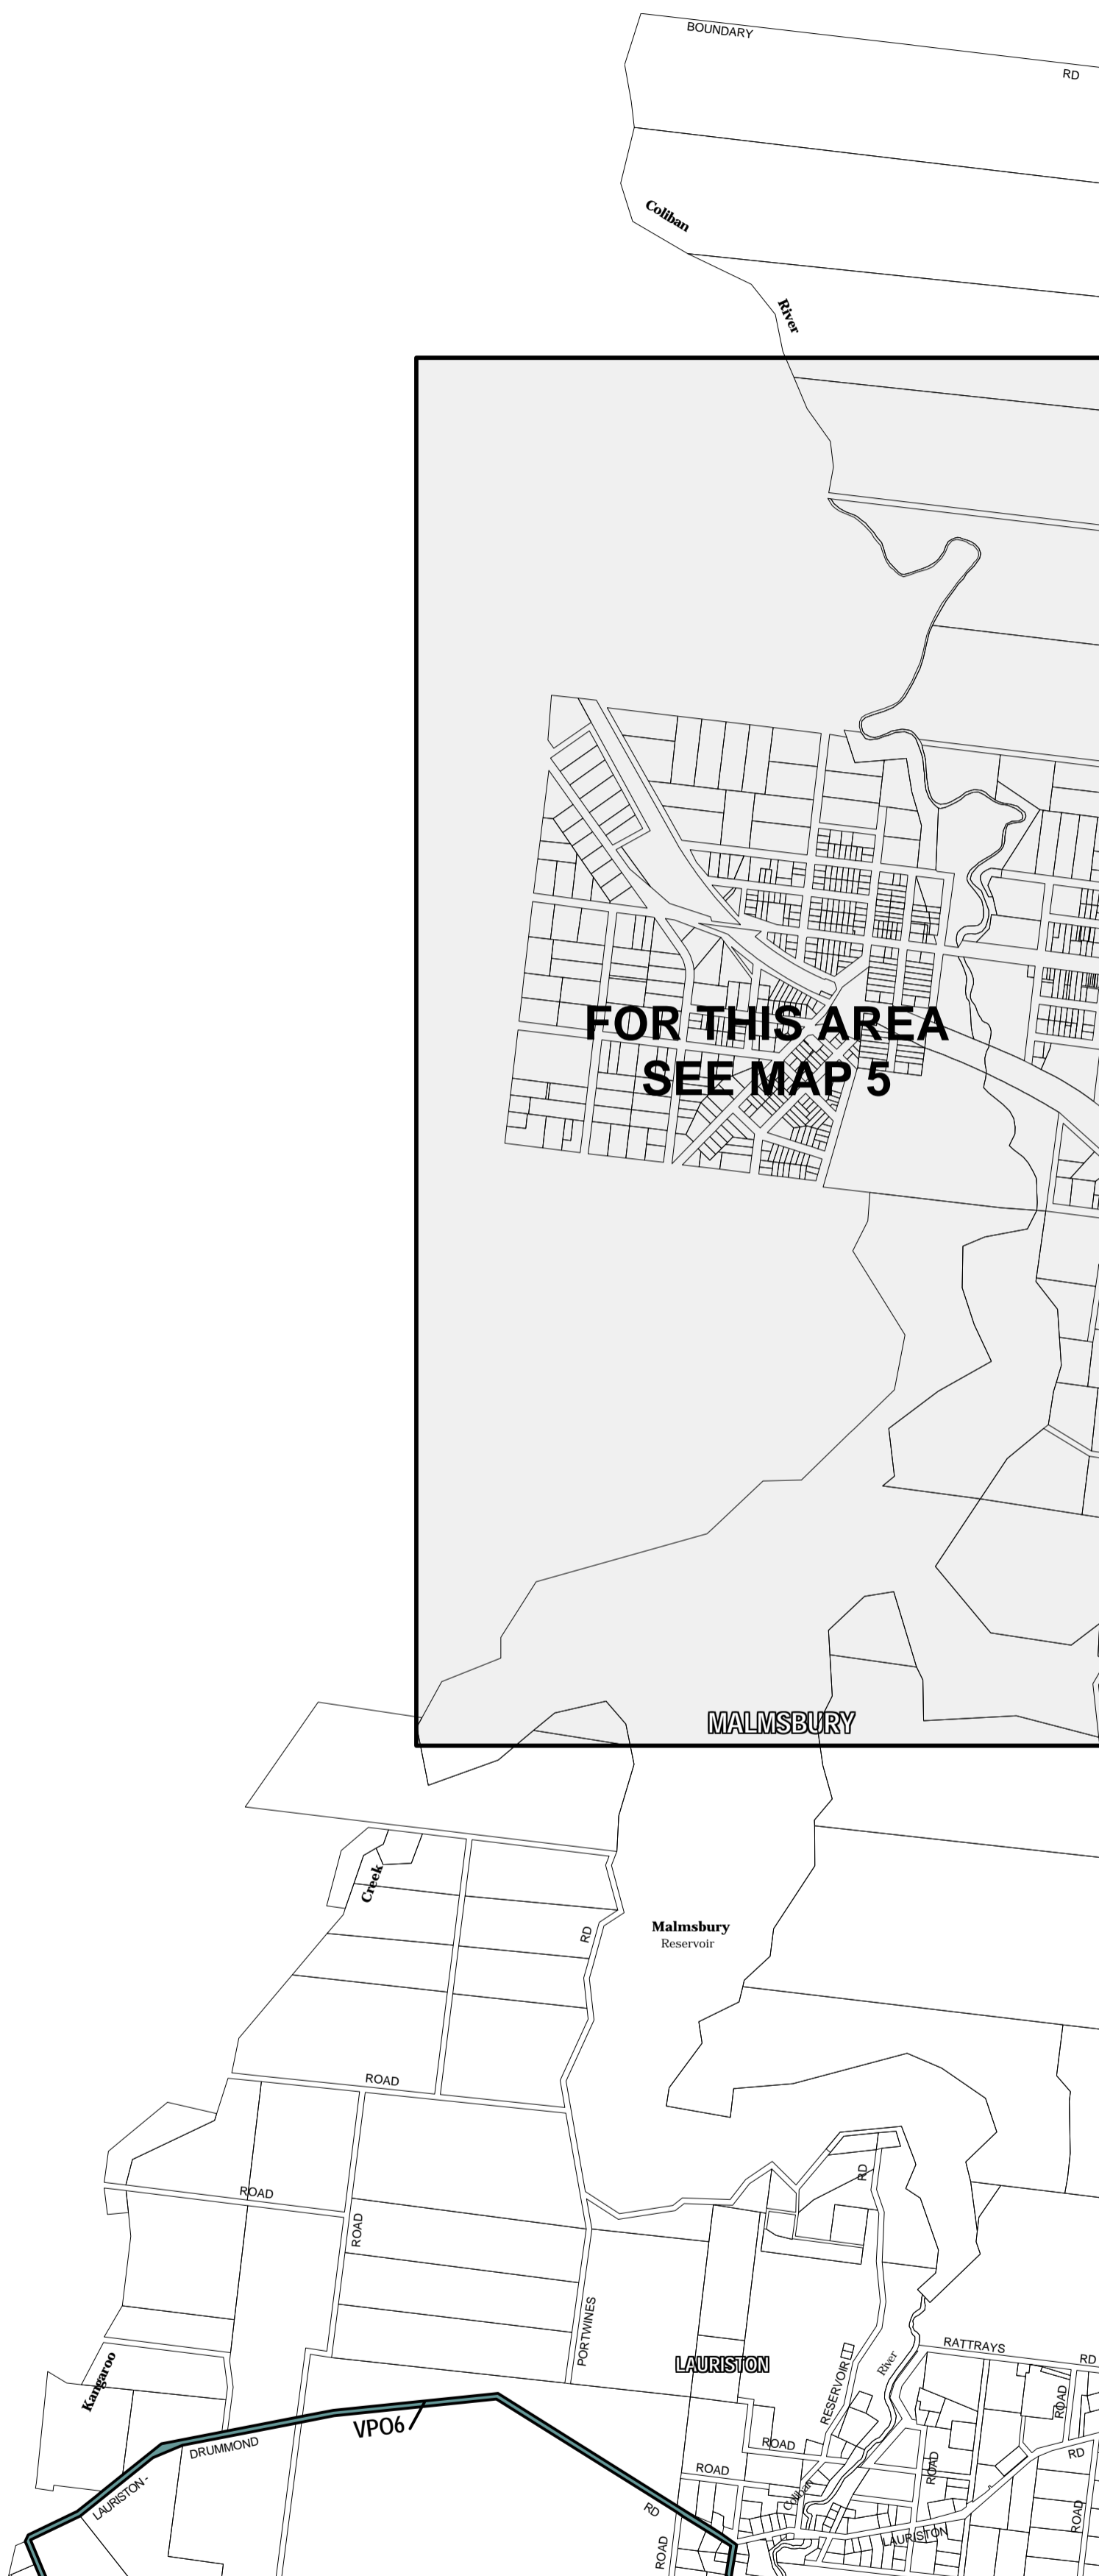 BOUNDARY
RD
Coliban
River
FOR THIS AREA
SEE MAP 5
MALMSBURY
Creek
RD
Malmsbury
Reservoir
ROAD
RD
ROAD
ROAD
PORTWINES
RATTRAYS
RD
RESERVOIR
River
LAURISTON
Kangaroo
ROAD
VPO6
DRUMMOND
ROAD
RD
ROAD
ROAD
LAURISTON -
Coliban
RD
LAURISTON
ROAD
ROAD